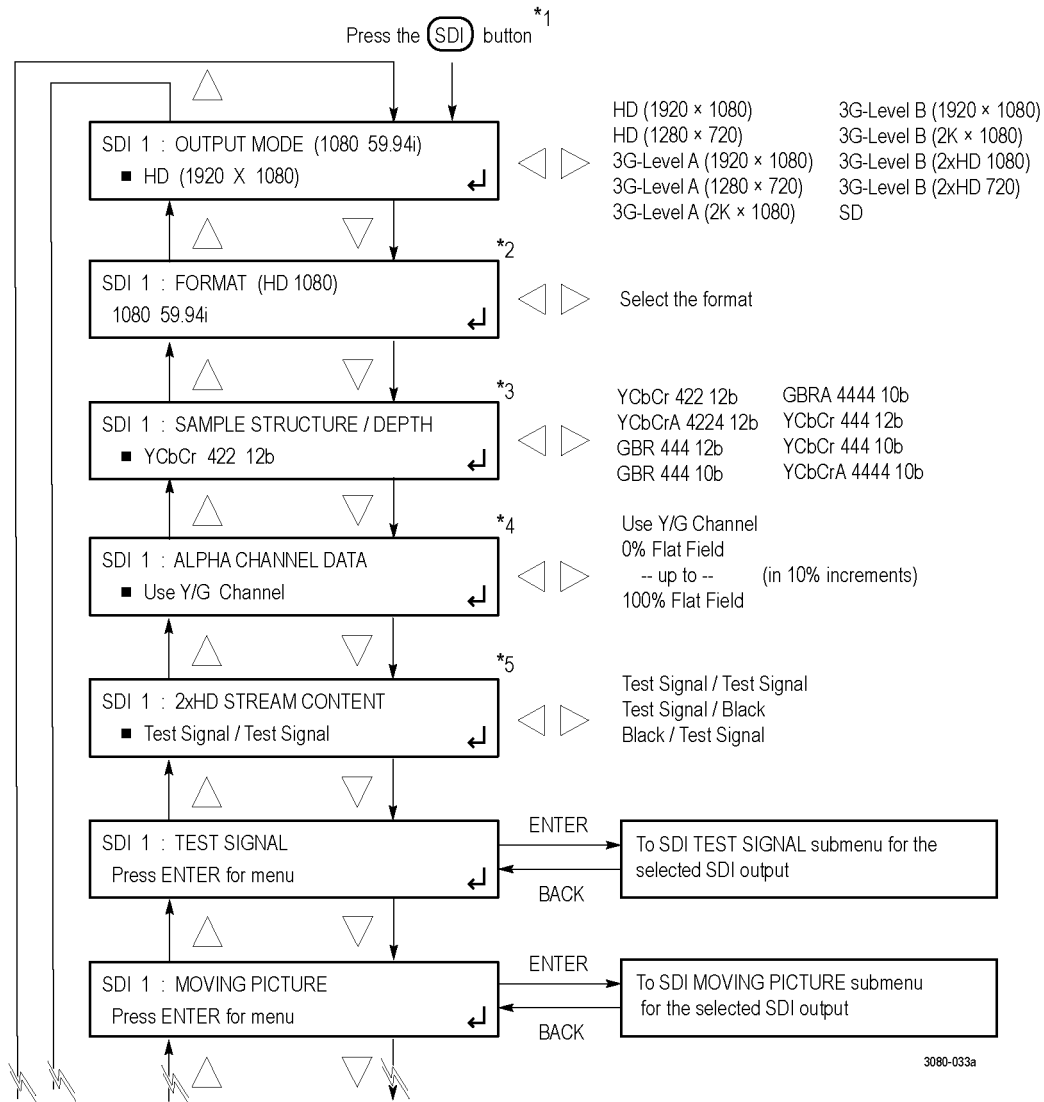 Press the SDI button *1
SDI 1 : OUTPUT MODE (1080 59.94i)
■ HD (1920 X 1080)
HD (1920 × 1080)
HD (1280 × 720)
3G-Level A (1920 × 1080)
3G-Level A (1280 × 720)
3G-Level A (2K × 1080)
3G-Level B (1920 × 1080)
3G-Level B (2K × 1080)
3G-Level B (2xHD 1080)
3G-Level B (2xHD 720)
SD
*2
SDI 1 : FORMAT (HD 1080)
1080 59.94i
Select the format
*3
SDI 1 : SAMPLE STRUCTURE / DEPTH
■ YCbCr 422 12b
YCbCr 422 12b
YCbCrA 4224 12b
GBR 444 12b
GBR 444 10b
GBRA 4444 10b
YCbCr 444 12b
YCbCr 444 10b
YCbCrA 4444 10b
*4
SDI 1 : ALPHA CHANNEL DATA
■ Use Y/G Channel
Use Y/G Channel
0% Flat Field
-- up to -- (in 10% increments)
100% Flat Field
*5
SDI 1 : 2xHD STREAM CONTENT
■ Test Signal / Test Signal
Test Signal / Test Signal
Test Signal / Black
Black / Test Signal
SDI 1 : TEST SIGNAL
Press ENTER for menu
ENTER
BACK
To SDI TEST SIGNAL submenu for the
selected SDI output
SDI 1 : MOVING PICTURE
Press ENTER for menu
ENTER
BACK
To SDI MOVING PICTURE submenu
for the selected SDI output
3080-033a